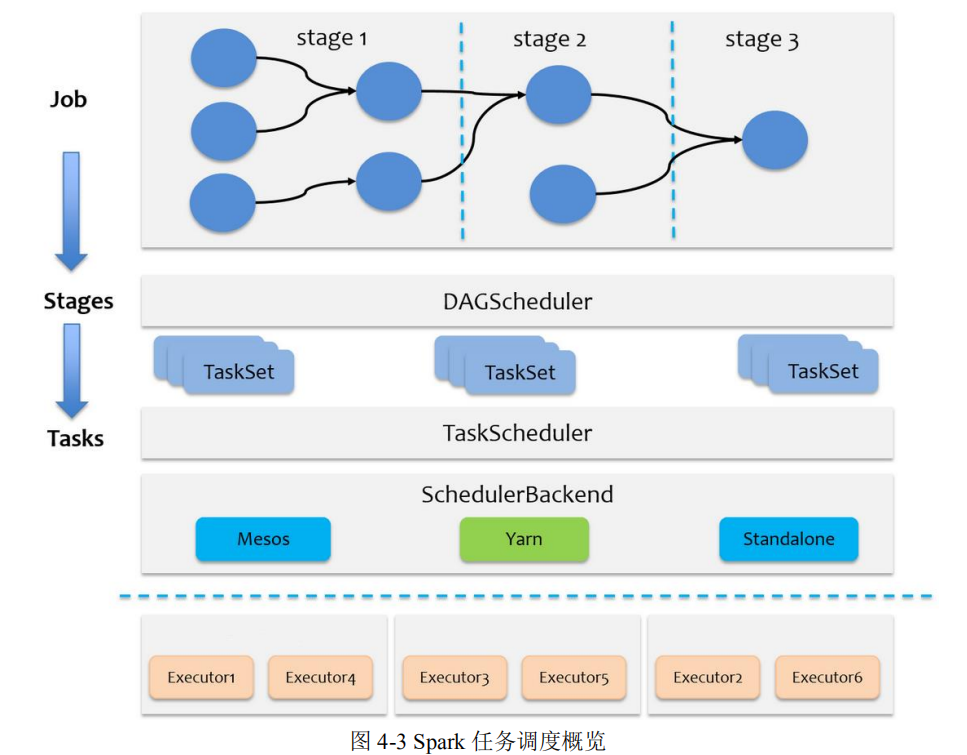 stage 1
stage 2
stage 3
Job
Stages
DAGScheduler
TaskSet
TaskSet
TaskSet
Tasks
TaskScheduler
SchedulerBackend
Mesos
Yarn
Standalone
Executor1
Executor4
Executor3
Executor5
Executor2
Executor6
图 4-3 Spark 任务调度概览